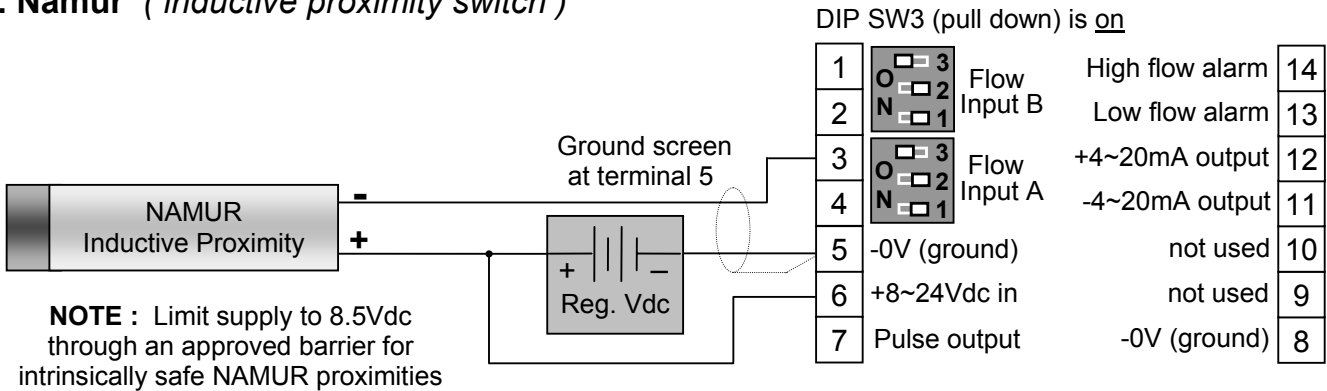 . Namur ( inductive proximity switch )
DIP SW3 (pull down) is on
1
2
3
4
5 -0V (ground)
6 +8~24Vdc in
7 Pulse output
O
N
3
2
1
Flow
Input B
O
N
3
2
1
Flow
Input A
High flow alarm 14
Low flow alarm 13
+4~20mA output 12
-4~20mA output 11
not used 10
not used 9
-0V (ground) 8
Ground screen
at terminal 5
NAMUR
Inductive Proximity
-
+
+ –
Reg. Vdc
NOTE : Limit supply to 8.5Vdc
through an approved barrier for
intrinsically safe NAMUR proximities